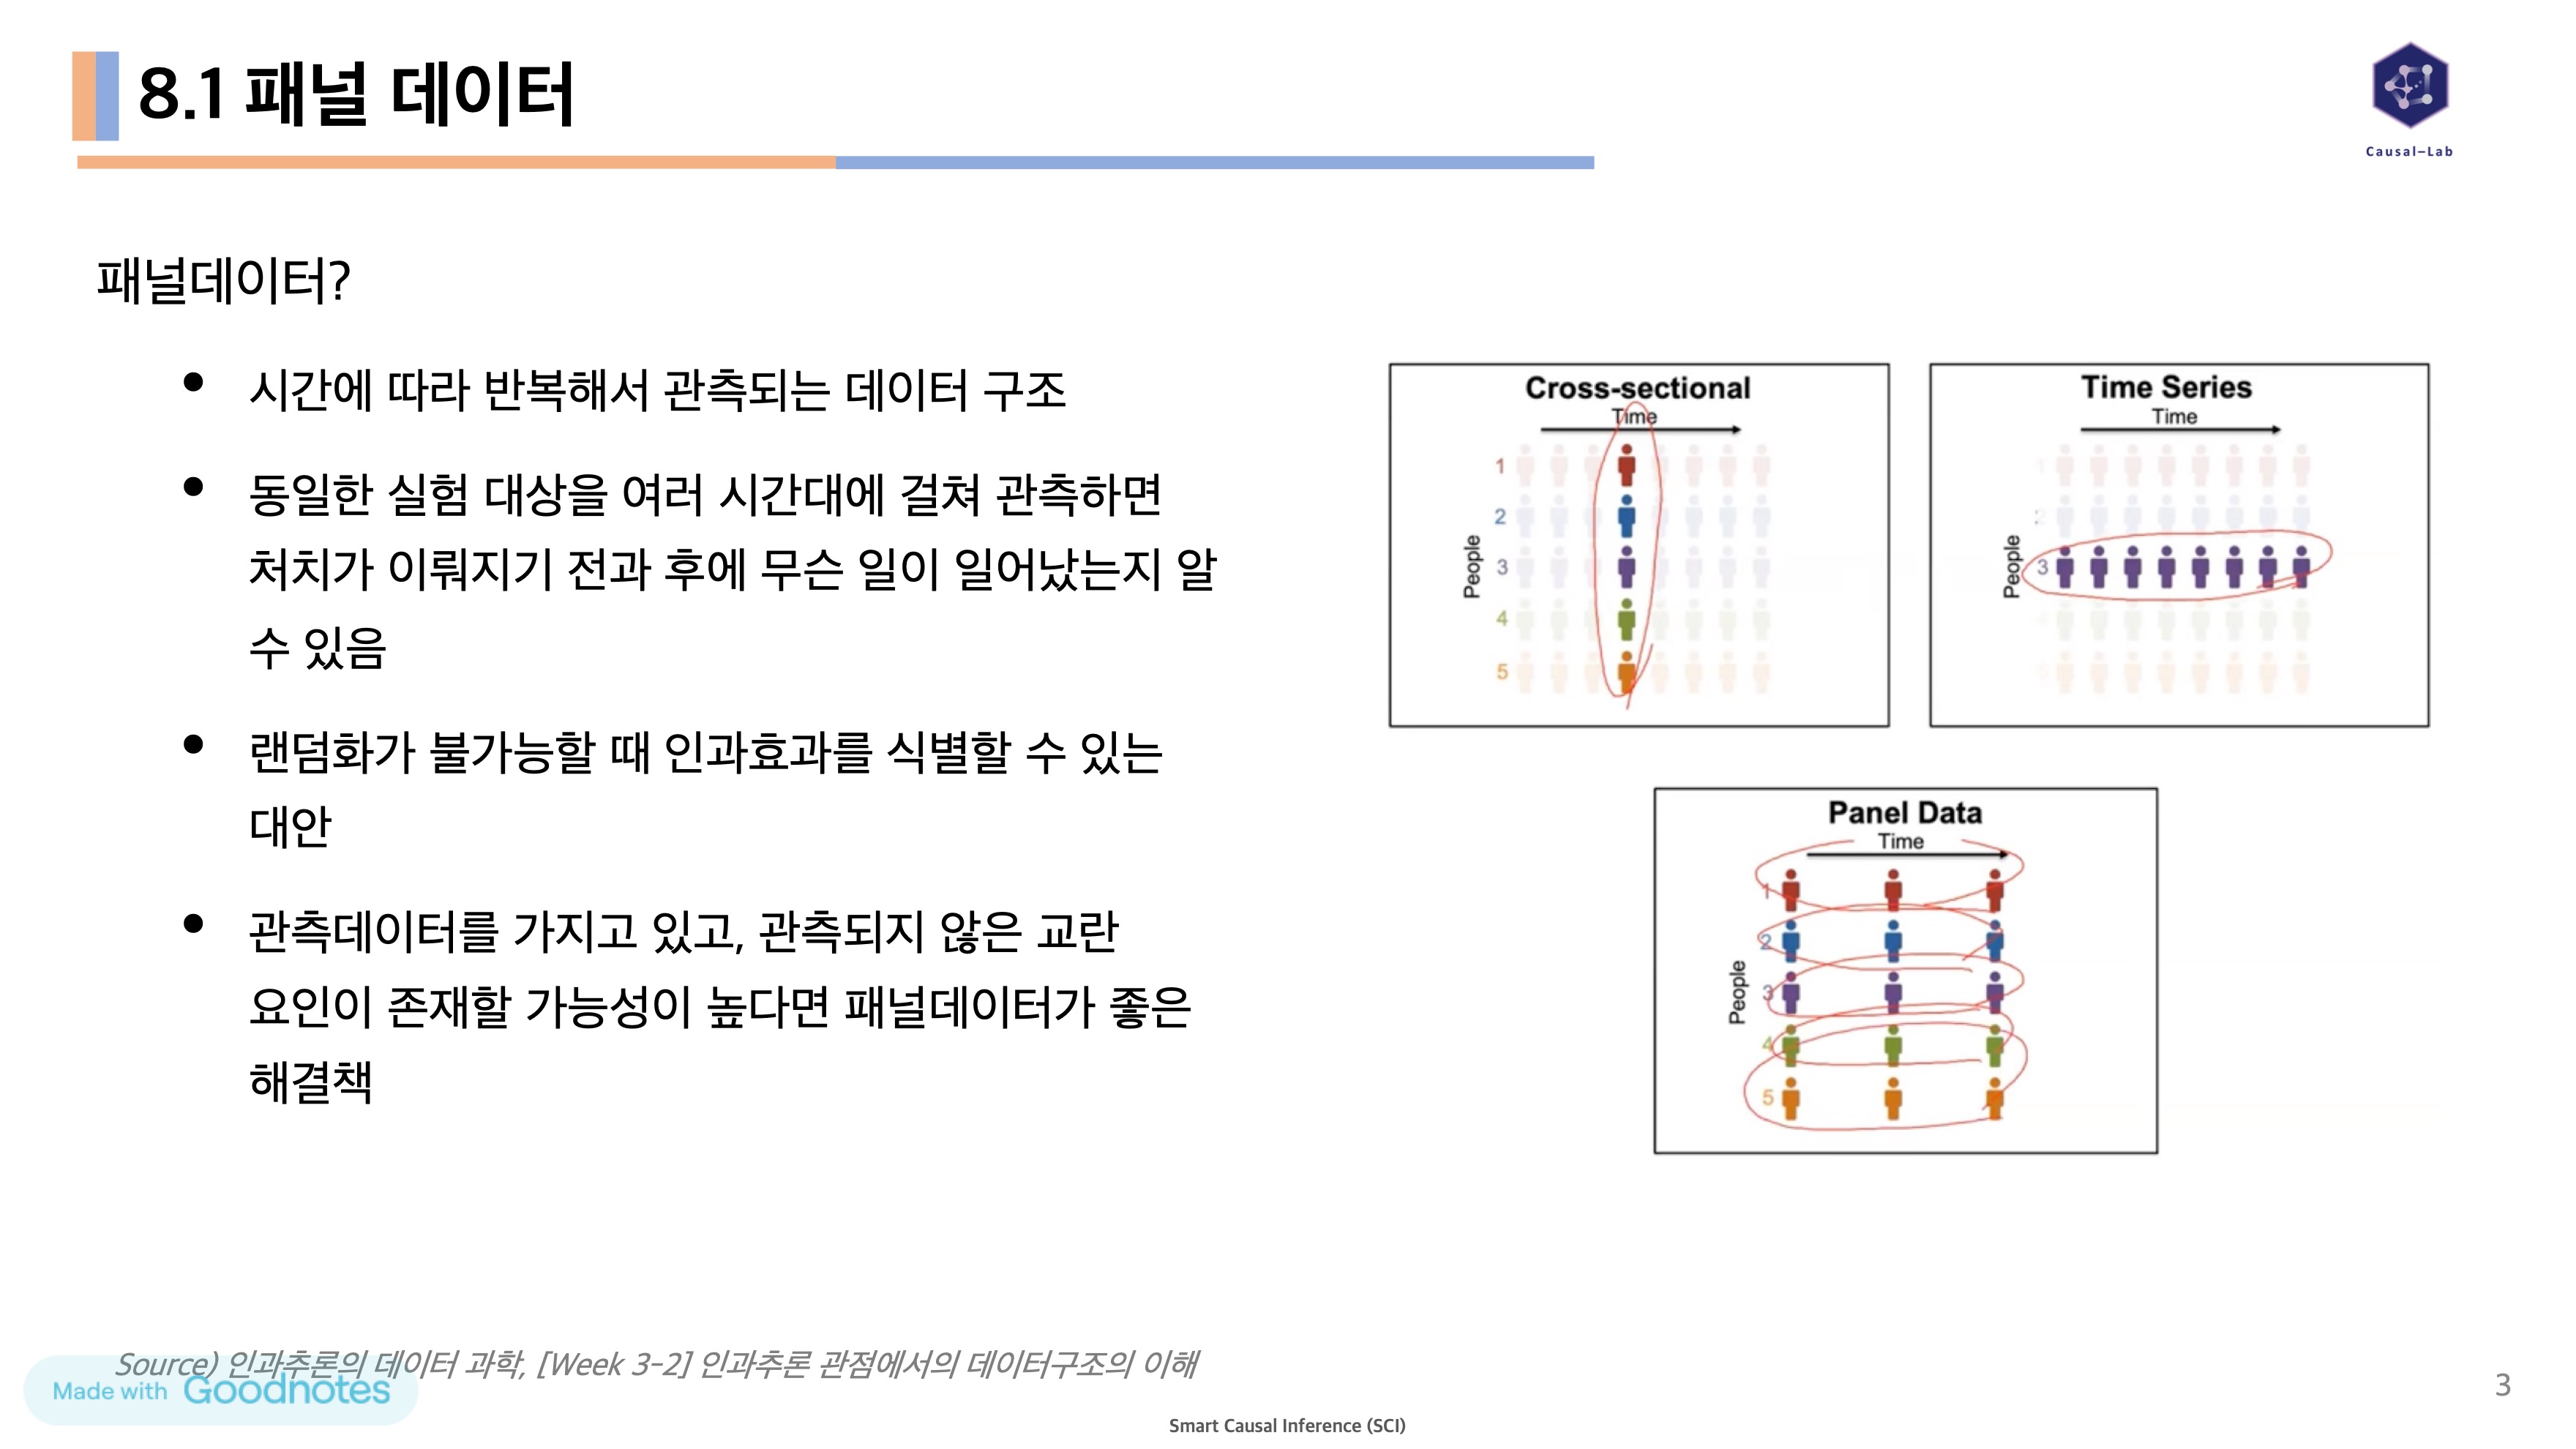 8.1 패널 데이터
Causal-Lab
패널데이터?
• 시간에 따라 반복해서 관측되는 데이터 구조
• 동일한 실험 대상을 여러 시간대에 걸쳐 관측하면
처치가 이뤄지기 전과 후에 무슨 일이 일어났는지 알
수 있음
• 랜덤화가 불가능할 때 인과효과를 식별할 수 있는
대안
• 관측데이터를 가지고 있고, 관측되지 않은 교란
요인이 존재할 가능성이 높다면 패널데이터가 좋은
해결책
Cross-sectional
Time
People
1
2
3
4
5
Time Series
Time
People
2
3
Panel Data
Time
People
1
2
3
4
5
Source) 인과추론의 데이터 과학, [Week 3-2] 인과추론 관점에서의 데이터구조의 이해
Made with Goodnotes
Smart Causal Inference (SCI)
3